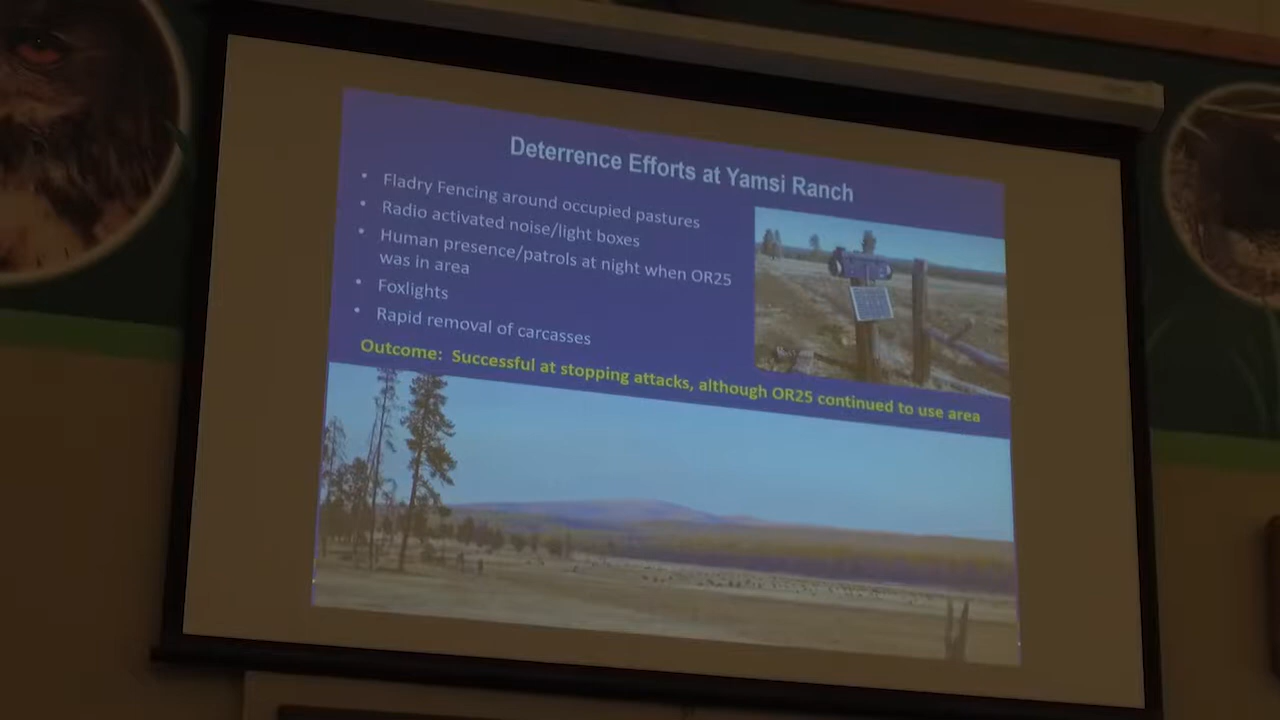 Deterrence Efforts at Yamsi Ranch
• Fladry Fencing around occupied pastures
• Radio activated noise/light boxes
• Human presence/patrols at night when OR25
was in area
• Foxlights
• Rapid removal of carcasses
Outcome: Successful at stopping attacks, although OR25 continued to use area